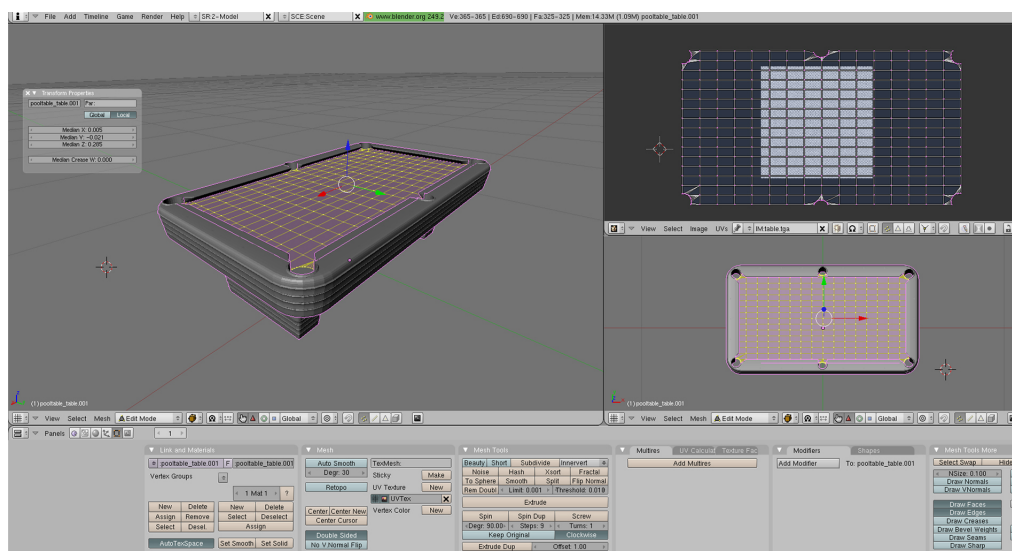 File Add Timeline Game Render Help SR:2-Model X SCE:Scene X www.blender.org 249.2 Ve:365-365 | Ed:690-690 | Fa:325-325 | Mem:14.33M (1.09M) pooltable_table.001
Transform Properties
pooltable_table.001 Par:
Global Local
Median X: 0.005
Median Y: -0.021
Median Z: 0.285
Median Crease W: 0.000
View Select Image UVs IM:table.tga X
(1) pooltable_table.001
(1) pooltable_table.001
View Select Mesh Edit Mode Global
View Select Mesh Edit Mode Global
Panels 1
Link and Materials
pooltable_table.001 F pooltable_table.001
Vertex Groups
1 Mat 1 ?
New Delete New Delete
Assign Remove Select Deselect
Select Desel. Assign
AutoTexSpace Set Smooth Set Solid
Mesh
Auto Smooth
Degr: 30
Retopo
TexMesh:
Sticky Make
UV Texture New
UVTex X
Vertex Color New
Center Center New
Center Cursor
Double Sided
No V.Normal Flip
Mesh Tools
Beauty Short Subdivide Innervert
Noise Hash Xsort Fractal
To Sphere Smooth Split Flip Normal
Rem Doubl Limit: 0.001 Threshold: 0.018
Extrude
Spin Spin Dup Screw
Degr: 90.00 Steps: 9 Turns: 1
Keep Original Clockwise
Extrude Dup Offset: 1.00
Multires UV Calculat Texture Fac
Add Multires
Modifiers Shapes
Add Modifier To: pooltable_table.001
Mesh Tools More
Select Swap Hide
NSize: 0.100
Draw Normals
Draw VNormals
Draw Faces
Draw Edges
Draw Creases
Draw Bevel Weights
Draw Seams
Draw Sharp